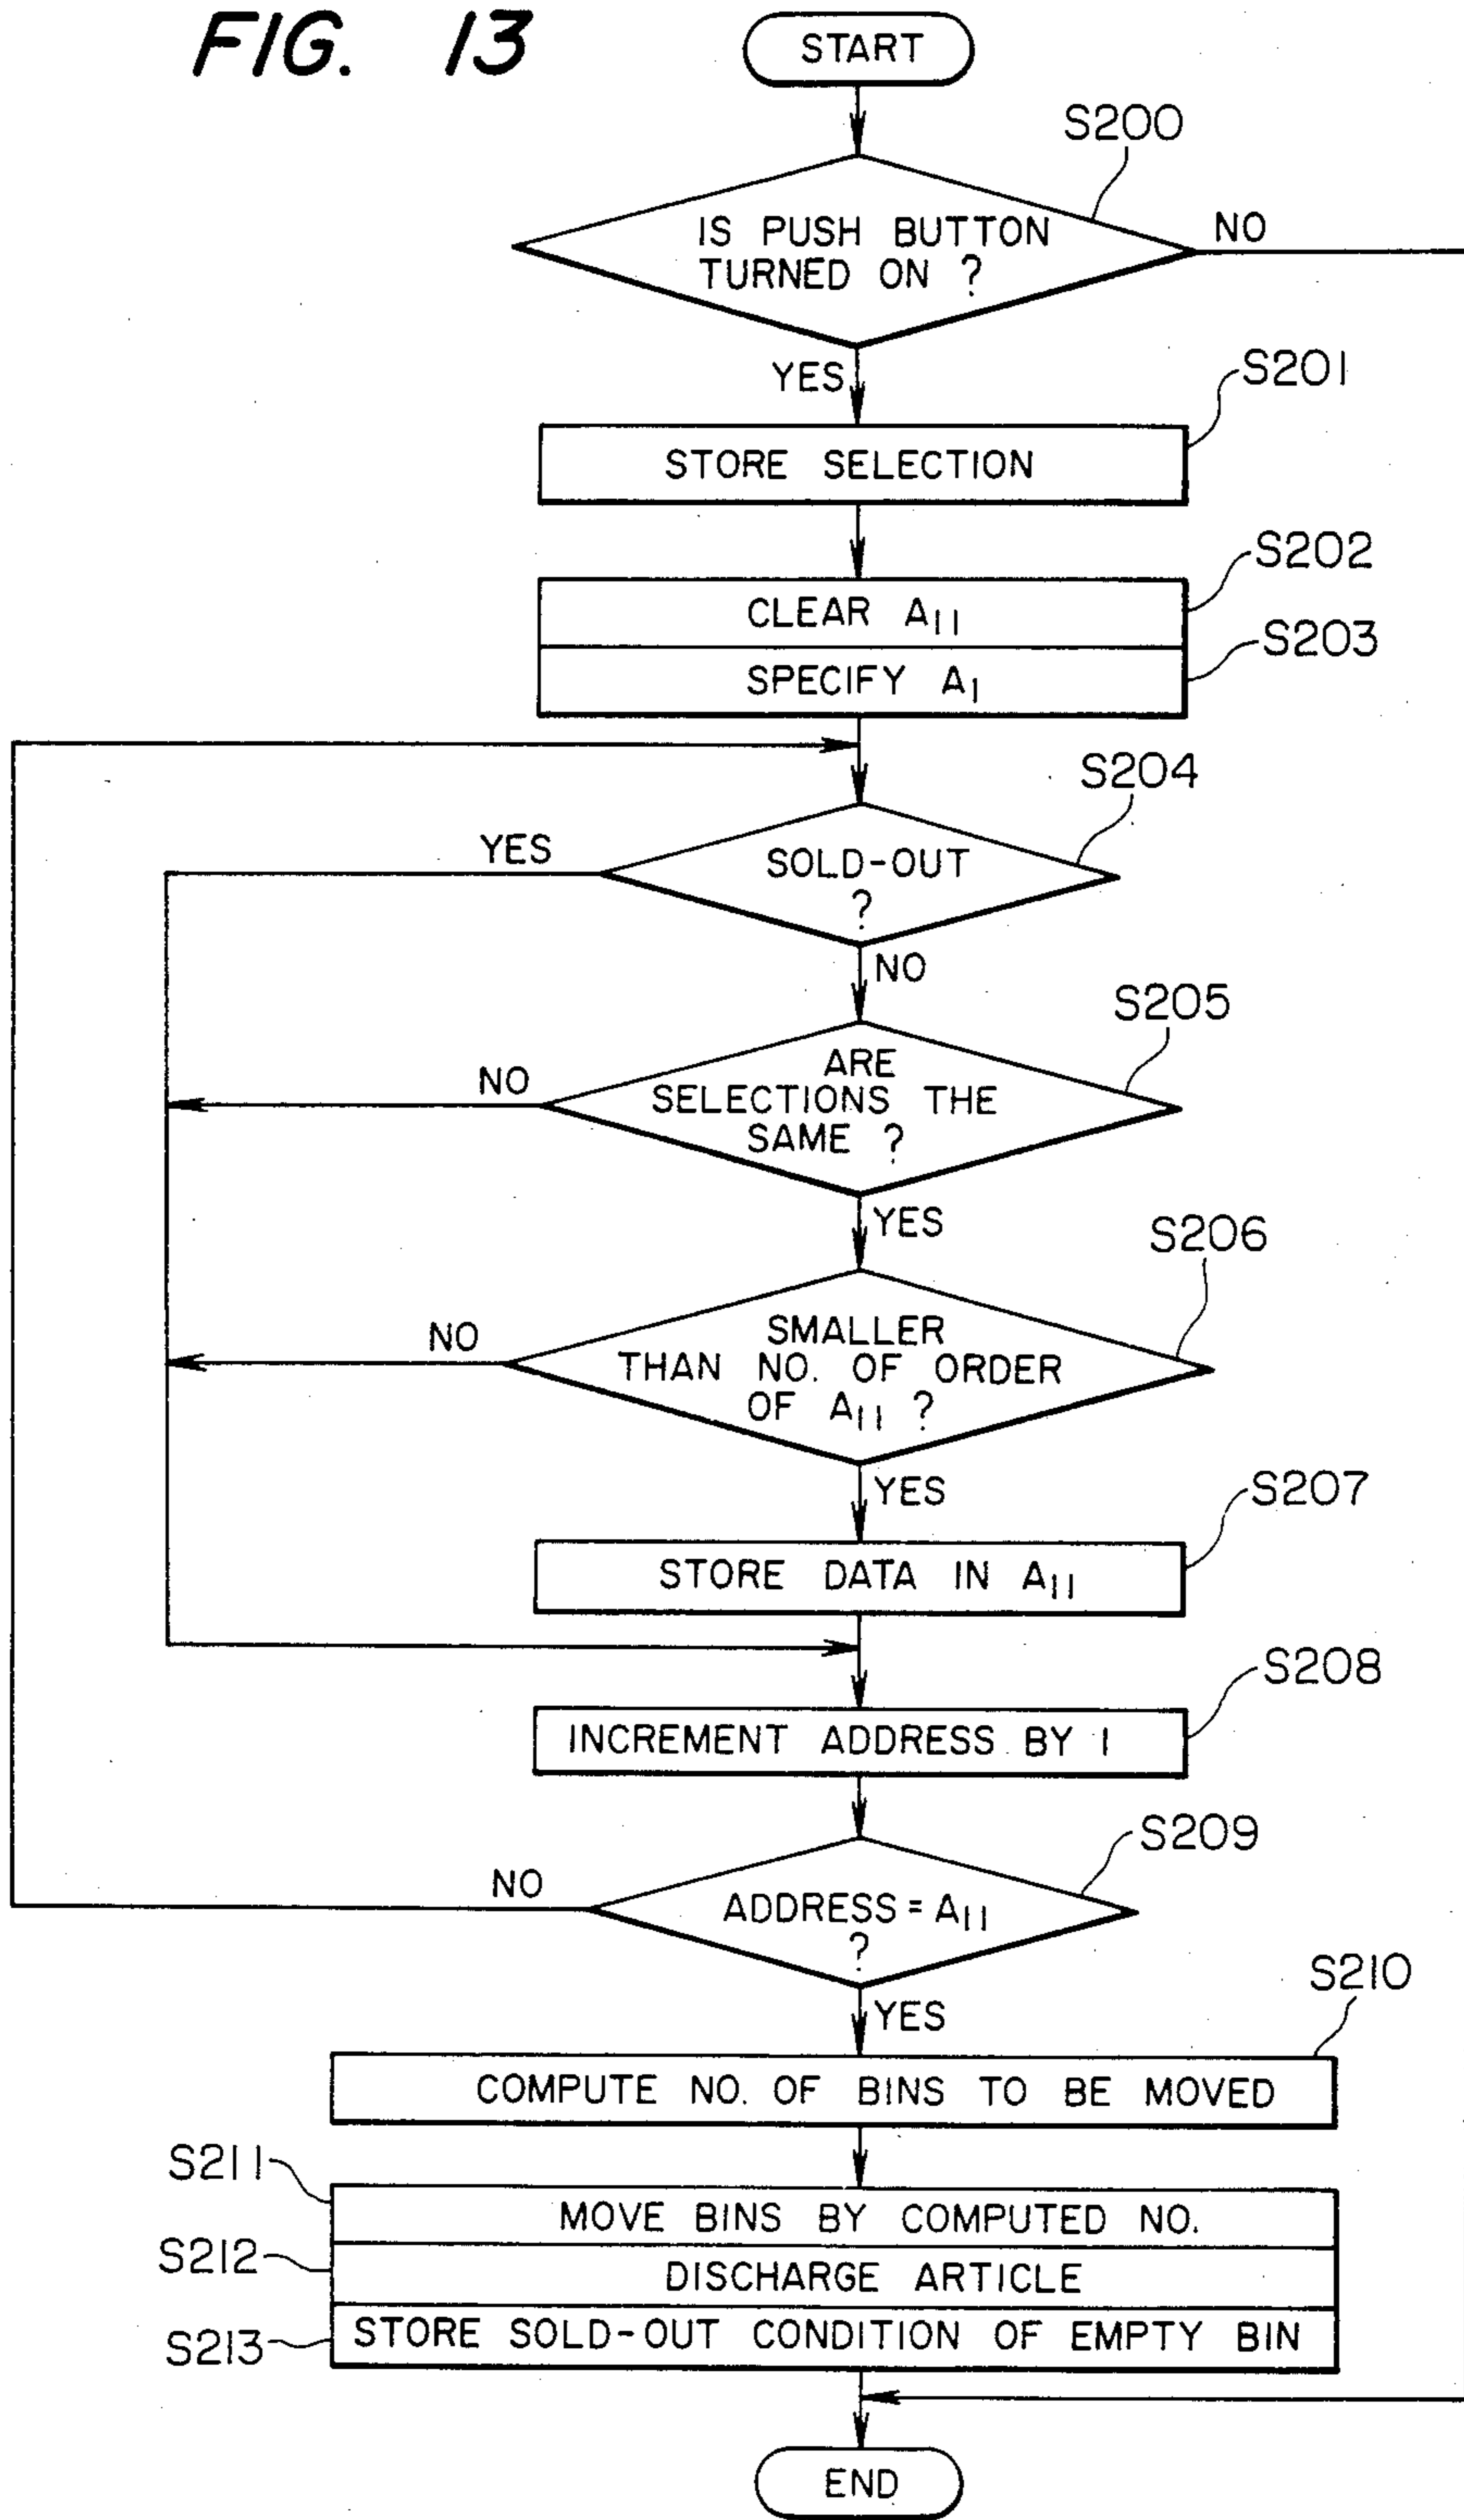 FIG. 13
START
S200
IS PUSH BUTTON
TURNED ON ?
NO
YES
S201
STORE SELECTION
S202
CLEAR A11
S203
SPECIFY A1
S204
YES
SOLD-OUT
?
NO
S205
NO
ARE
SELECTIONS THE
SAME ?
YES
S206
NO
SMALLER
THAN NO. OF ORDER
OF A11 ?
YES
S207
STORE DATA IN A11
S208
INCREMENT ADDRESS BY 1
S209
NO
ADDRESS = A11
?
YES
S210
COMPUTE NO. OF BINS TO BE MOVED
S211
MOVE BINS BY COMPUTED NO.
S212
DISCHARGE ARTICLE
S213
STORE SOLD-OUT CONDITION OF EMPTY BIN
END